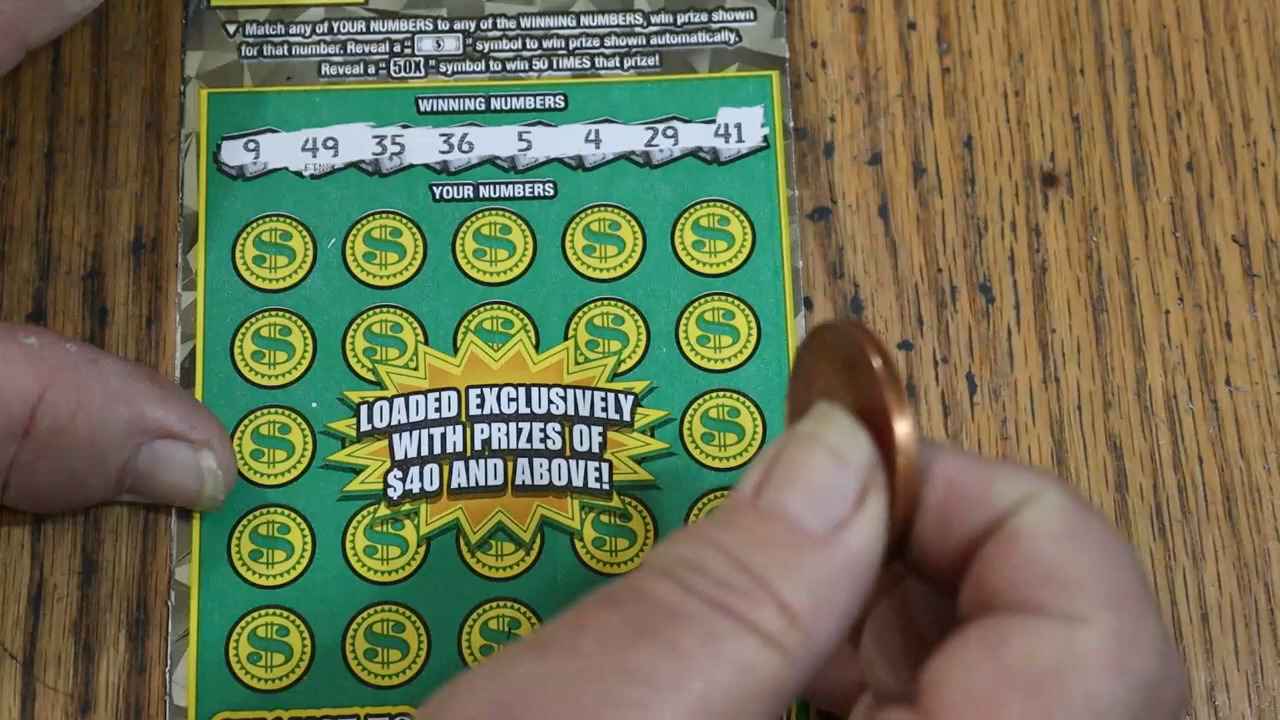 Match any of YOUR NUMBERS to any of the WINNING NUMBERS, win prize shown
for that number. Reveal a "$" symbol to win prize shown automatically.
Reveal a "50X" symbol to win 50 TIMES that prize!
WINNING NUMBERS
9 49 35 36 5 4 29 41
YOUR NUMBERS
$ $ $ $ $
$ $ $ $ $
$ $
LOADED EXCLUSIVELY
WITH PRIZES OF
$40 AND ABOVE!
$ $ $ $
$ $ $